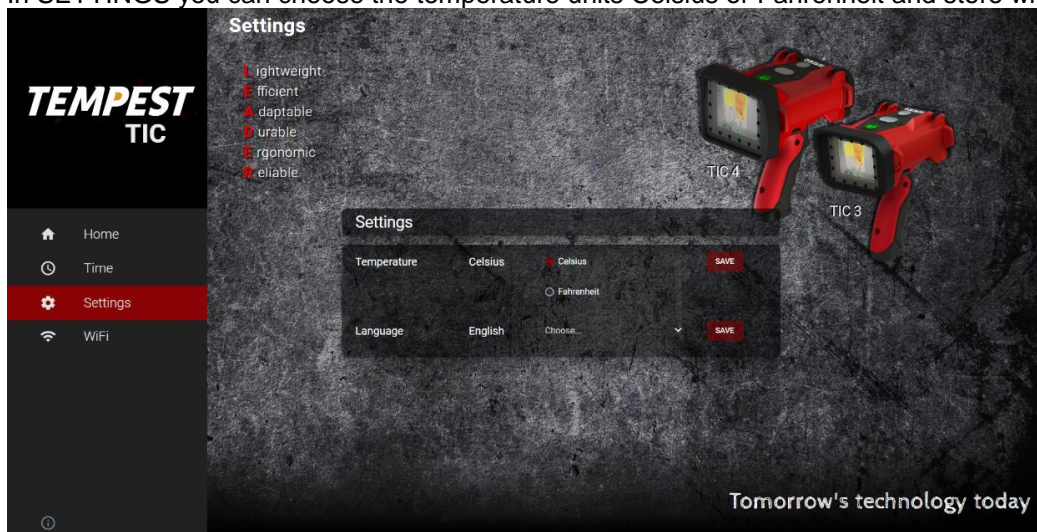 in SETTINGS you can choose the temperature units Celsius or Fahrenheit and store
Settings
Lightweight
Efficient
Adaptable
Durable
Ergonomic
Reliable
TEMPEST
TIC
TIC 4
TIC 3
Home
Time
Settings
WiFi
Settings
Temperature Celsius Celsius SAVE
Fahrenheit
Language English Choose... SAVE
Tomorrow's technology today